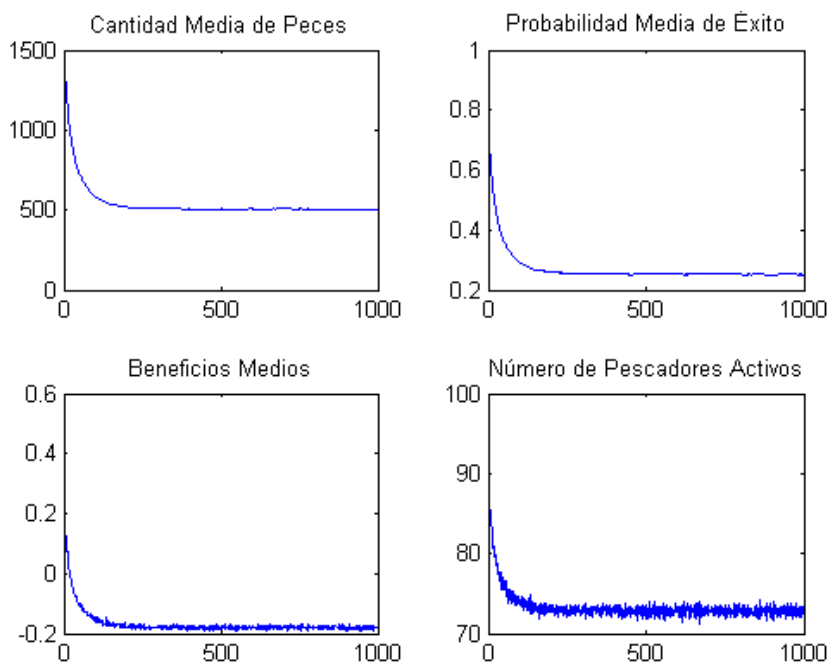 Cantidad Media de Peces
1500
1000
500
0
0 500 1000
Probabilidad Media de Éxito
1
0.8
0.6
0.4
0.2
0 500 1000
Beneficios Medios
0.6
0.4
0.2
0
-0.2
0 500 1000
Número de Pescadores Activos
100
90
80
70
0 500 1000